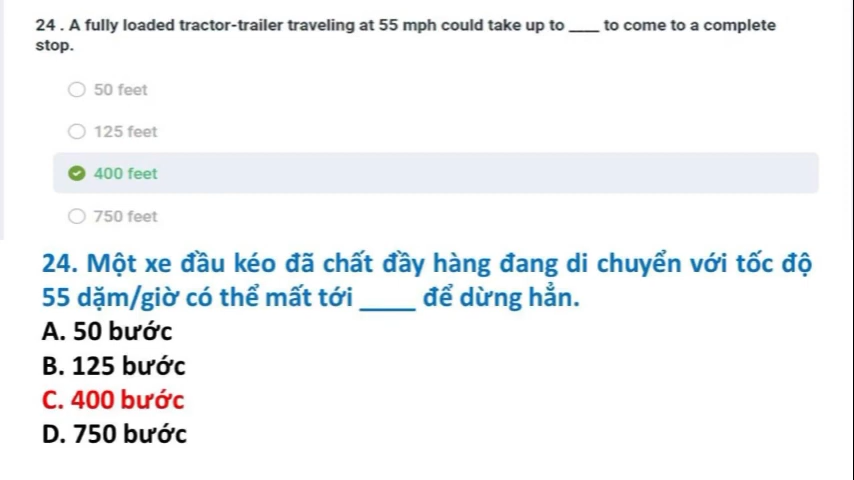 24 . A fully loaded tractor-trailer traveling at 55 mph could take up to ____ to come to a complete
stop.
50 feet
125 feet
400 feet
750 feet
24. Một xe đầu kéo đã chất đầy hàng đang di chuyển với tốc độ
55 dặm/giờ có thể mất tới _____ để dừng hẳn.
A. 50 bước
B. 125 bước
C. 400 bước
D. 750 bước